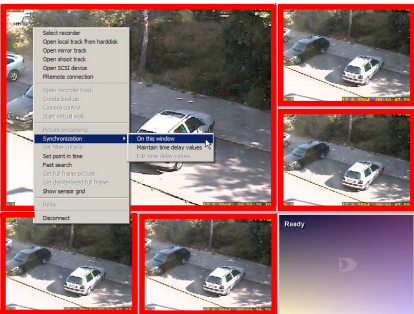 Select recorder
Open local track from harddisk
Open mirror track
Open shoot track
Open SCSI device
PRemote connection
Open recorder track
Create backup
Camera control
Start virtual walk
Picture processing
Synchronization
On this window
Maintain time delay values
Edit time delay values
Set filter criteria
Set point in time
Fast search
Get full frame picture
Get deinterlaced full frame
Show sensor grid
Relay
Disconnect
Ready